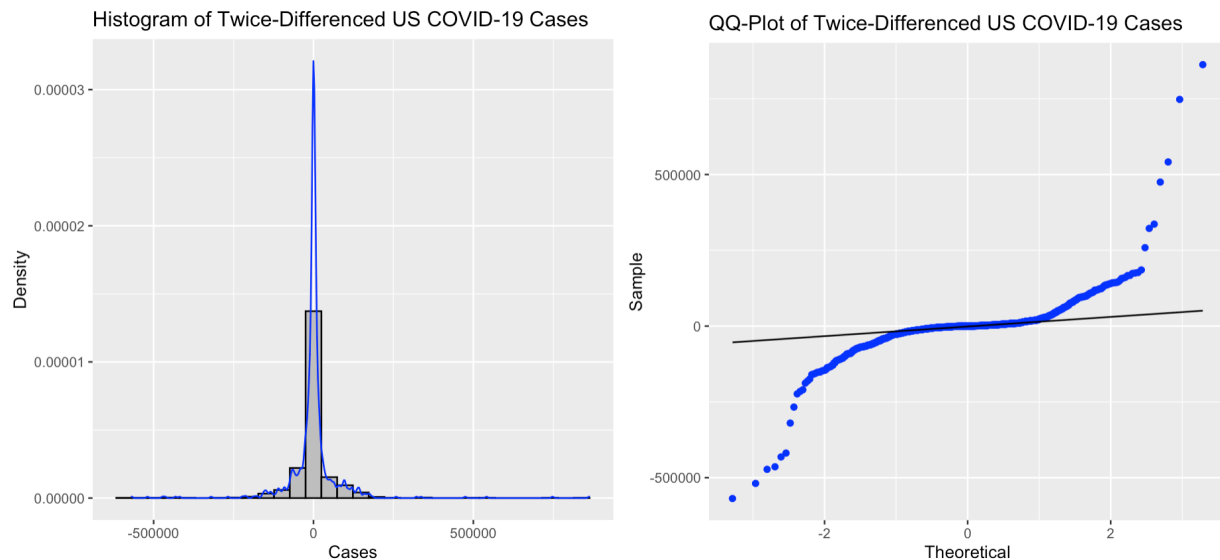 Histogram of Twice-Differenced US COVID-19 Cases
0.00003
0.00002
0.00001
0.00000
Density
-500000
0
500000
Cases
QQ-Plot of Twice-Differenced US COVID-19 Cases
500000
0
-500000
Sample
-2
0
2
Theoretical